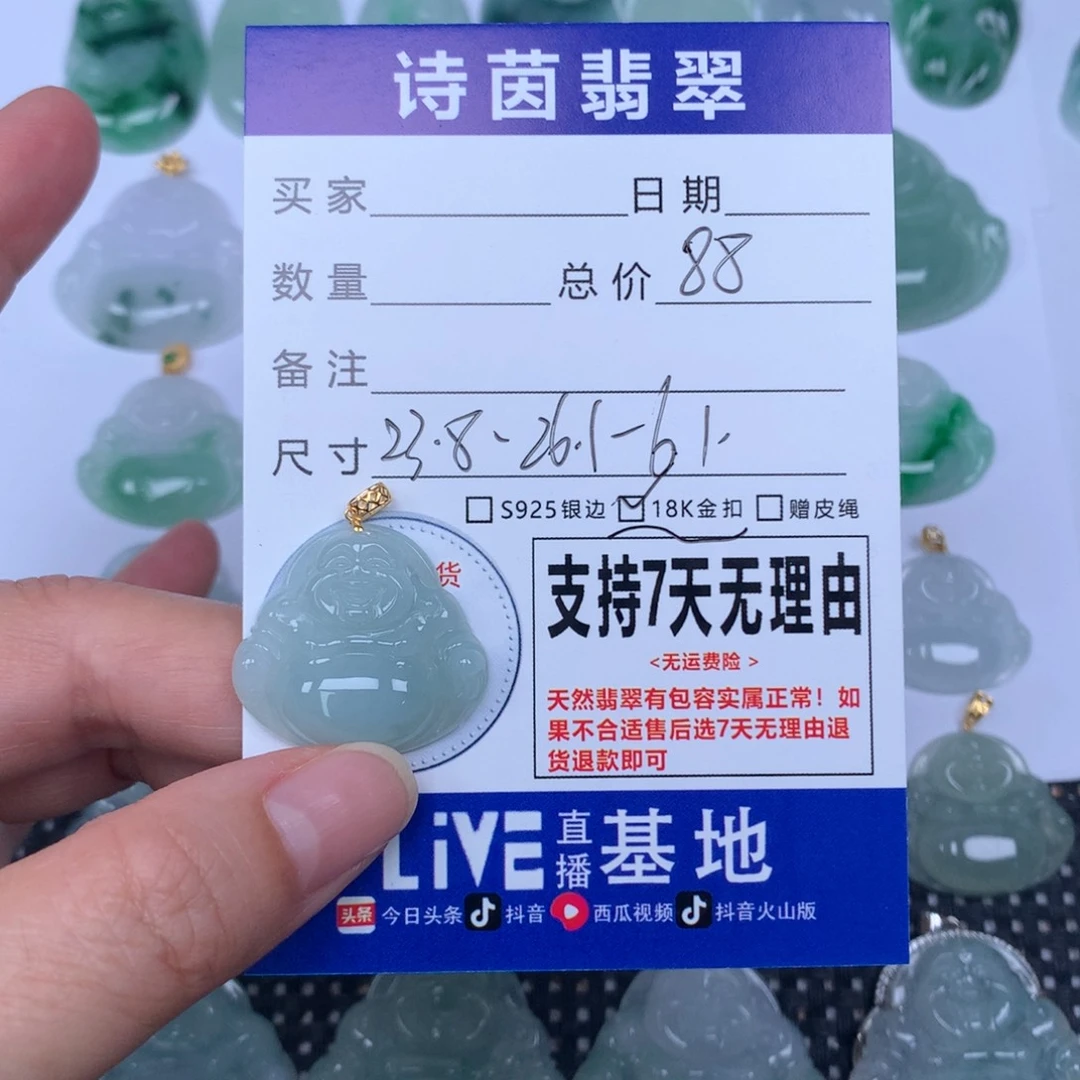 诗茵翡翠
买家 日期
数量 总价 88
备注
尺寸 23.8-26.1-6.1
S925银边 18K金扣 赠皮绳
货
支持7天无理由
<无运费险>
天然翡翠有包容实属正常！如
果不合适售后选7天无理由退
货退款即可
LiVE直播基地
头条 今日头条 抖音 西瓜视频 抖音火山版